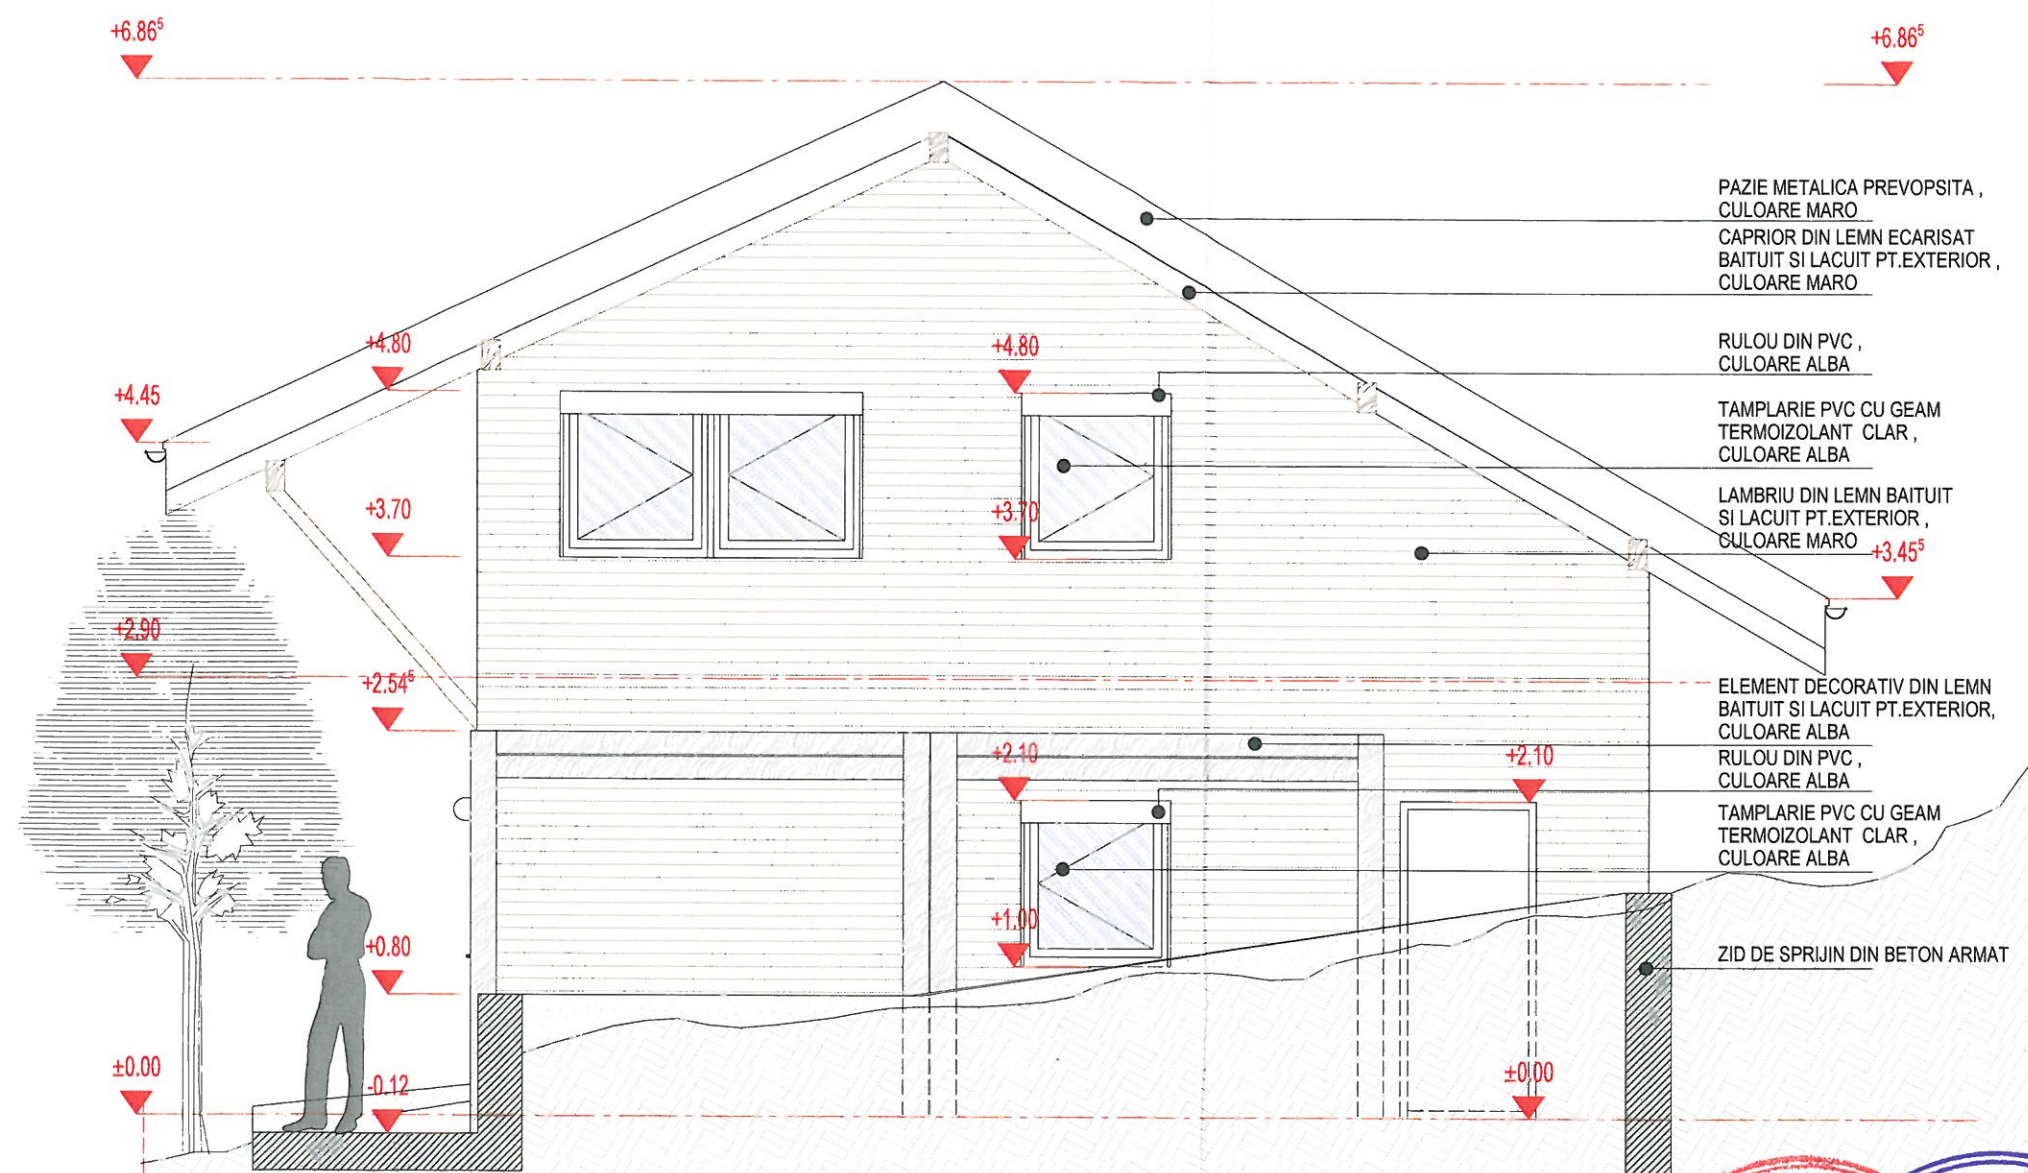 +6.86⁵
+6.86⁵
PAZIE METALICA PREVOPSITA ,
CULOARE MARO
CAPRIOR DIN LEMN ECARISAT
BAITUIT SI LACUIT PT.EXTERIOR ,
CULOARE MARO
+4.80
+4.80
RULOU DIN PVC ,
CULOARE ALBA
+4.45
TAMPLARIE PVC CU GEAM
TERMOIZOLANT CLAR ,
CULOARE ALBA
+3.70
+3.70
LAMBRIU DIN LEMN BAITUIT
SI LACUIT PT.EXTERIOR ,
CULOARE MARO
+3.45⁵
+2.90
+2.54⁵
ELEMENT DECORATIV DIN LEMN
BAITUIT SI LACUIT PT.EXTERIOR,
CULOARE ALBA
+2.10
+2.10
RULOU DIN PVC ,
CULOARE ALBA
TAMPLARIE PVC CU GEAM
TERMOIZOLANT CLAR ,
CULOARE ALBA
+1.00
+0.80
ZID DE SPRIJIN DIN BETON ARMAT
±0.00
-0.12
±0.00